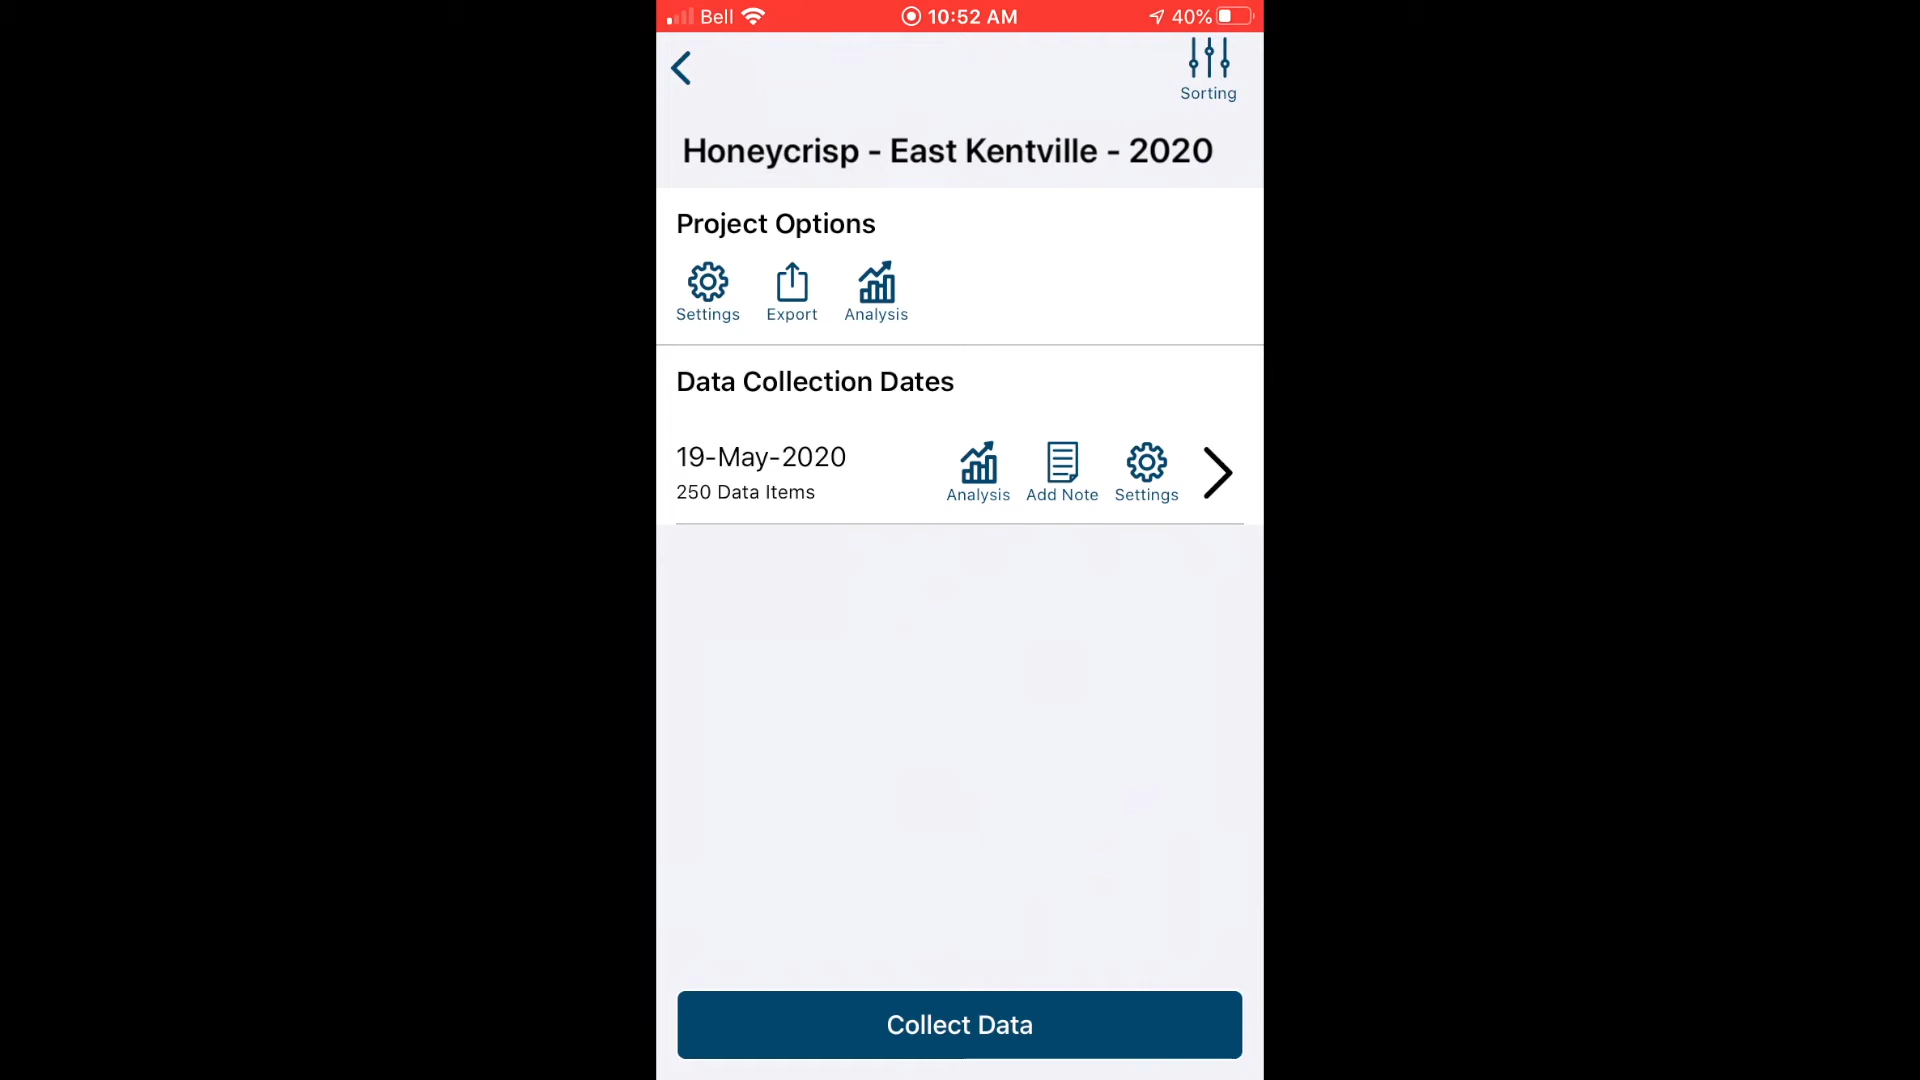 Bell 10:52 AM 40%
Sorting
Honeycrisp - East Kentville - 2020
Project Options
Settings Export Analysis
Data Collection Dates
19-May-2020
250 Data Items
Analysis Add Note Settings
Collect Data